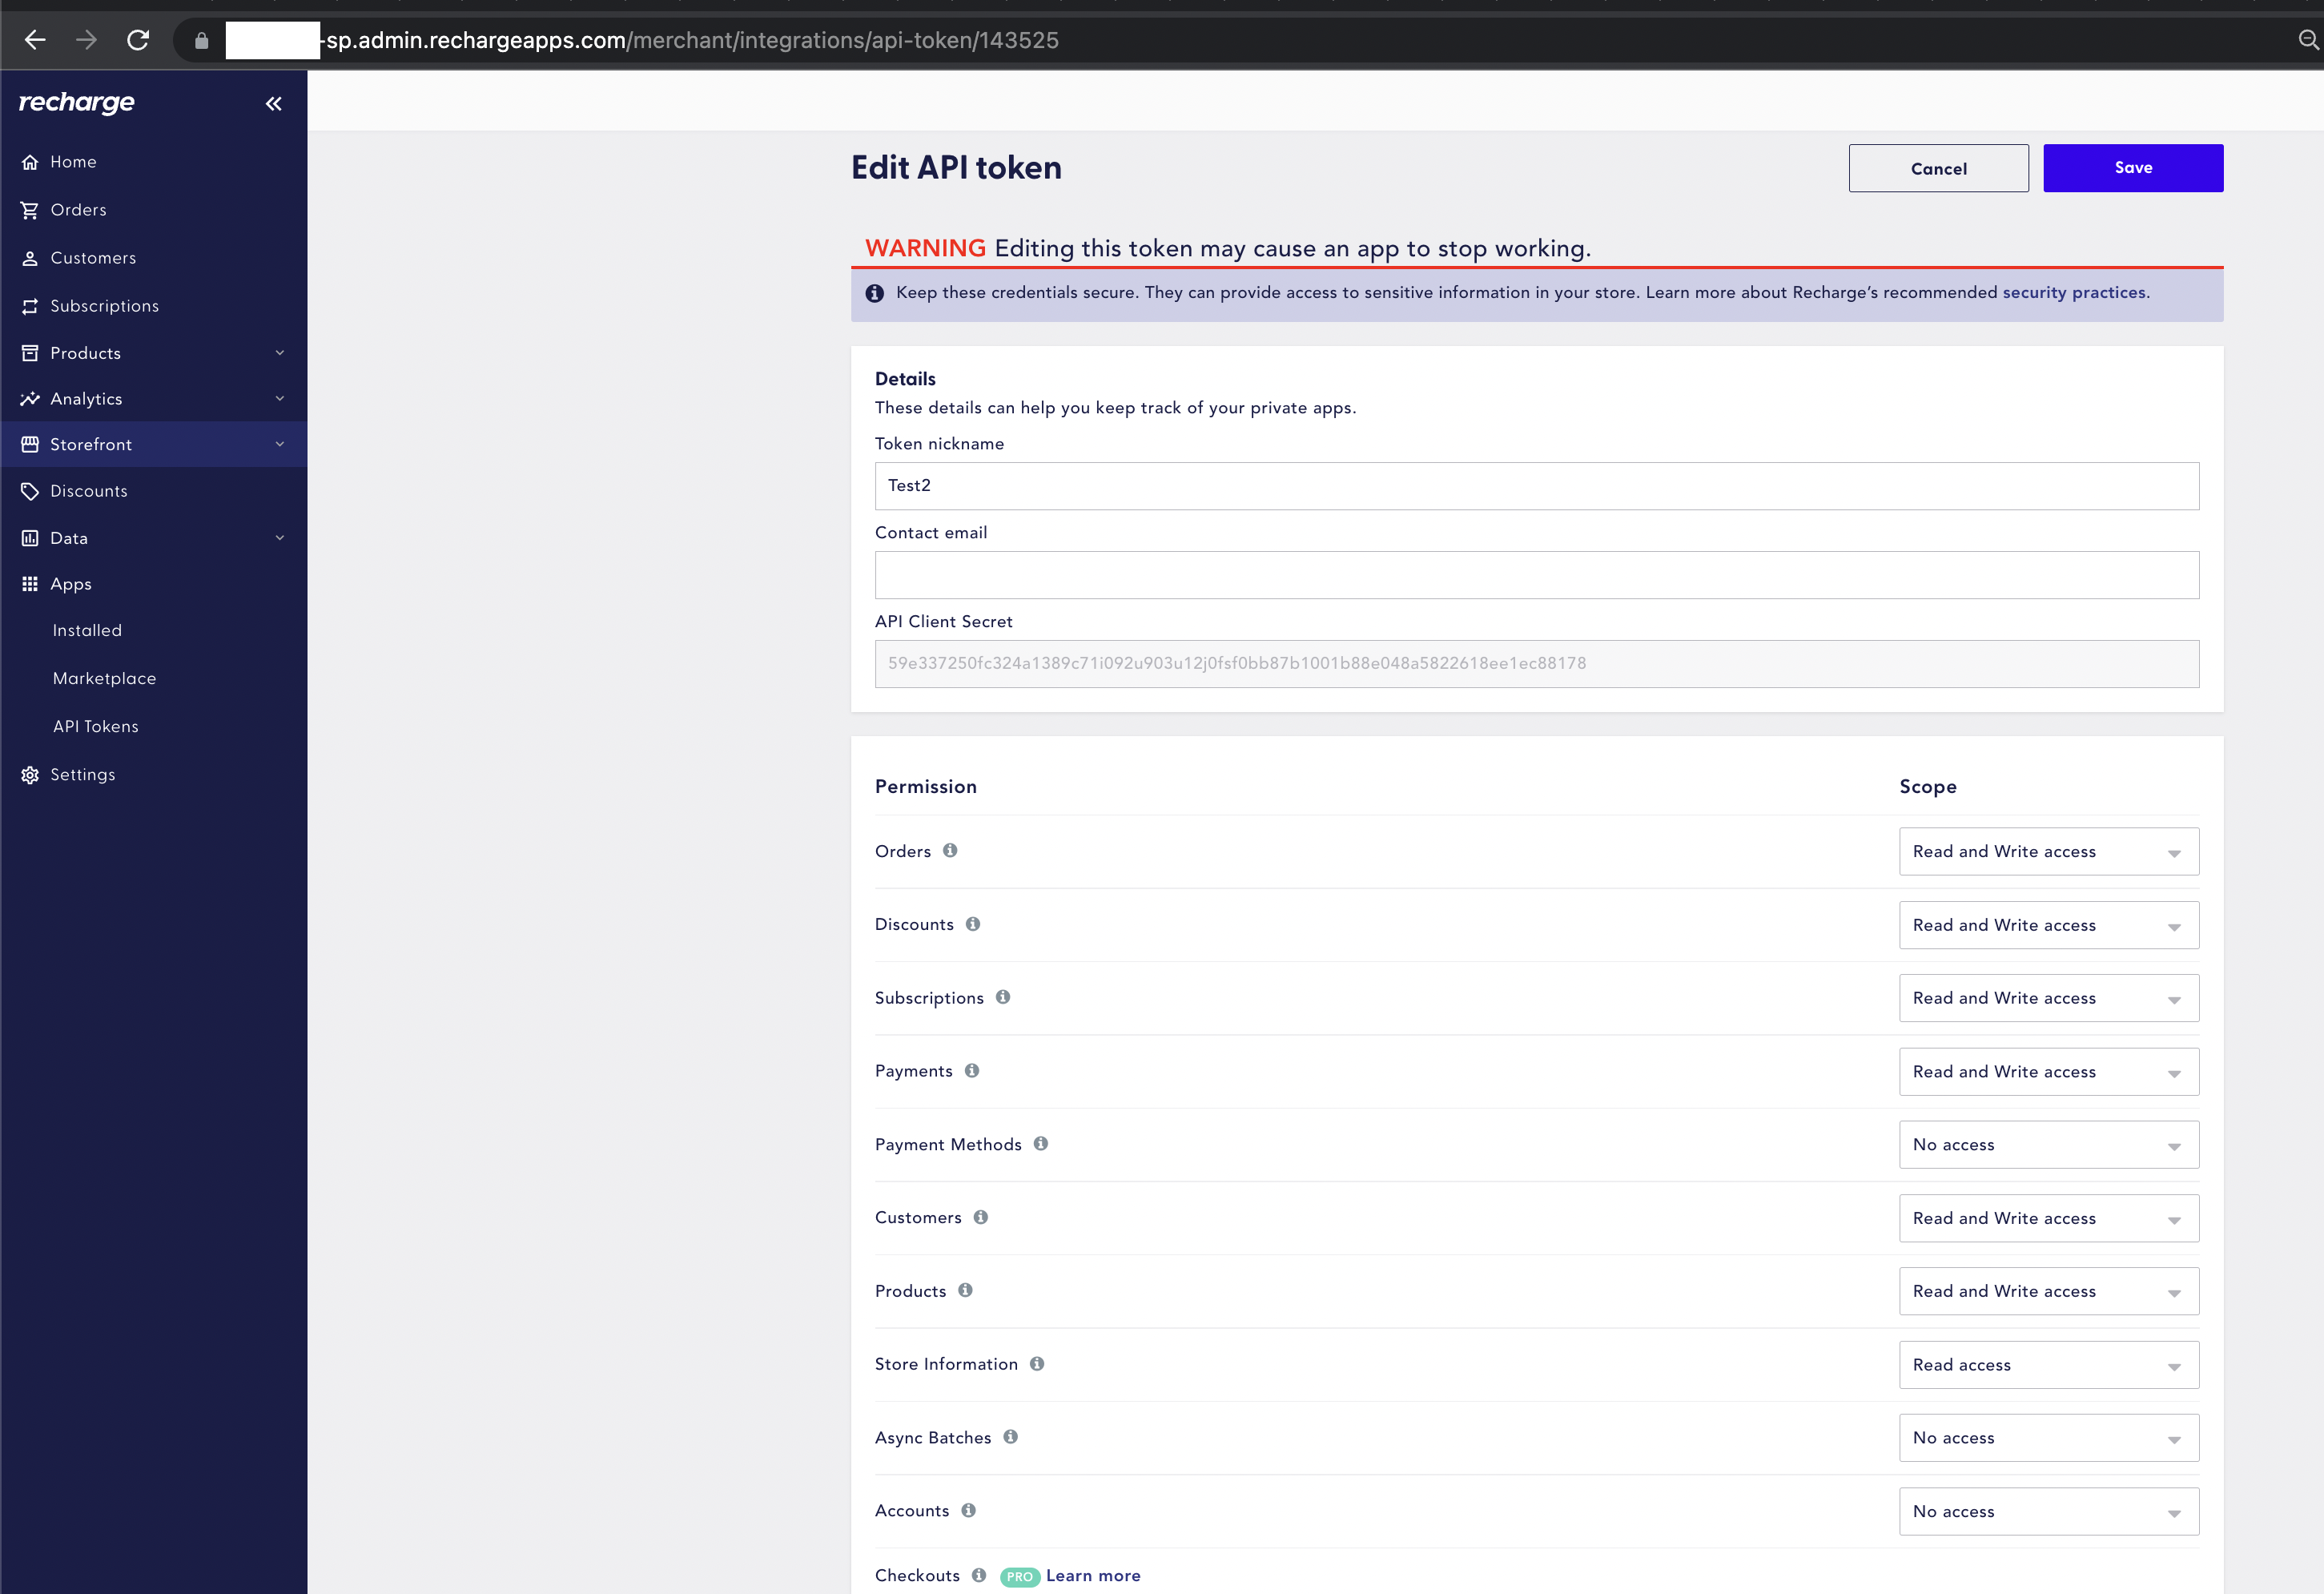 -sp.admin.rechargeapps.com/merchant/integrations/api-token/143525
recharge
Home
Orders
Customers
Subscriptions
Products
Analytics
Storefront
Discounts
Data
Apps
Installed
Marketplace
API Tokens
Settings
Edit API token
Cancel
Save
WARNING Editing this token may cause an app to stop working.
Keep these credentials secure. They can provide access to sensitive information in your store. Learn more about Recharge’s recommended security practices.
Details
These details can help you keep track of your private apps.
Token nickname
Test2
Contact email
API Client Secret
59e337250fc324a1389c71i092u903u12j0fsf0bb87b1001b88e048a5822618ee1ec88178
Permission Scope
Orders Read and Write access
Discounts Read and Write access
Subscriptions Read and Write access
Payments Read and Write access
Payment Methods No access
Customers Read and Write access
Products Read and Write access
Store Information Read access
Async Batches No access
Accounts No access
Checkouts PRO Learn more